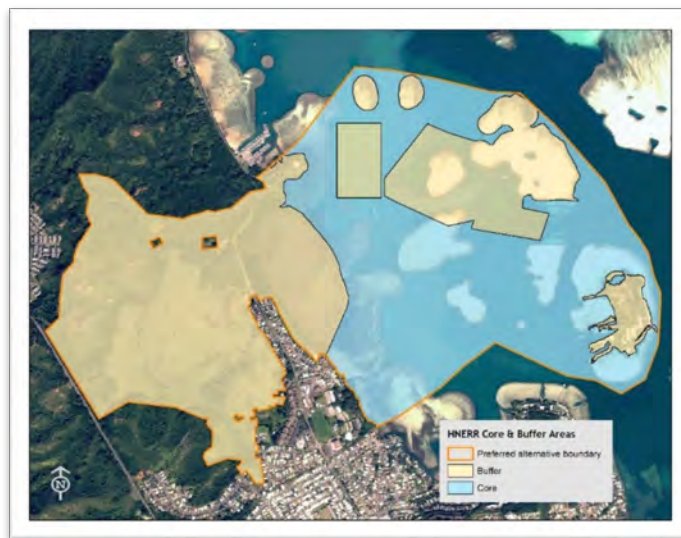 HNERR Core & Buffer Areas
Preferred alternative boundary
Buffer
Core
N